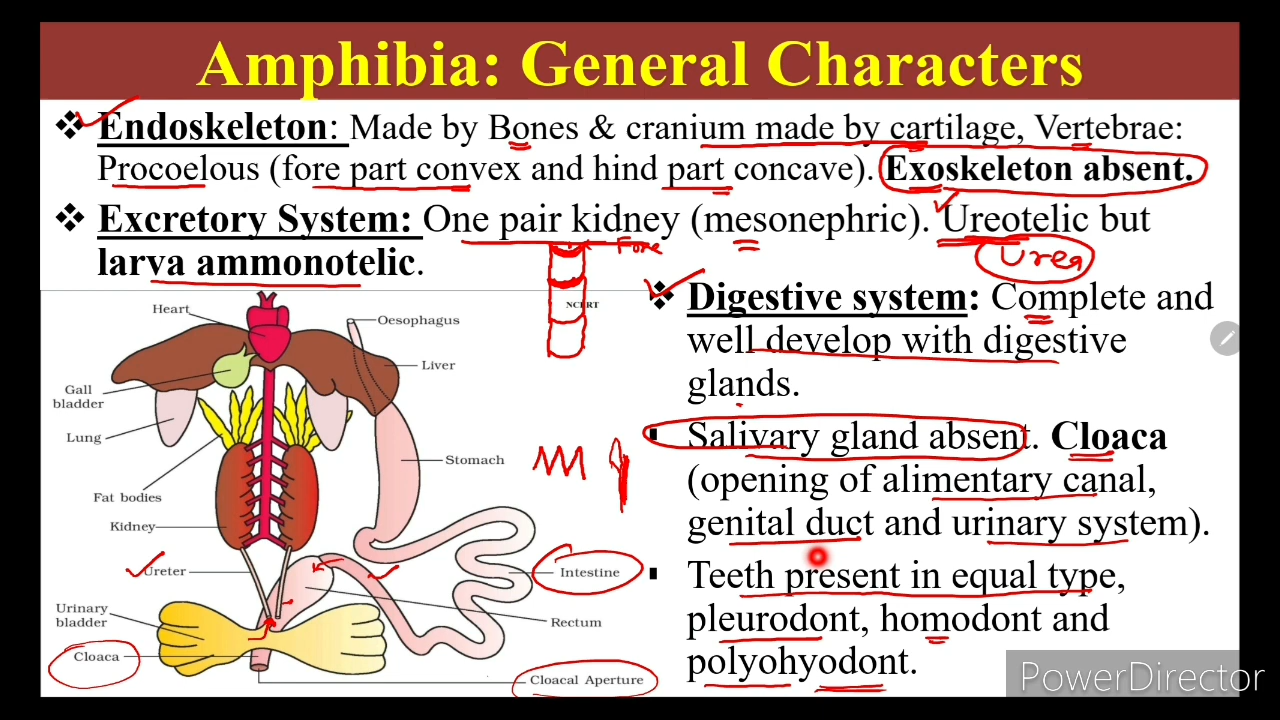 Amphibia: General Characters
❖ Endoskeleton: Made by Bones & cranium made by cartilage, Vertebrae:
Procoelous (fore part convex and hind part concave). Exoskeleton absent.
❖ Excretory System: One pair kidney (mesonephric). Ureotelic but
larva ammonotelic.
Fore
Urea
NCERT
❖ Digestive system: Complete and
well develop with digestive
glands.
▪ Salivary gland absent. Cloaca
(opening of alimentary canal,
genital duct and urinary system).
▪ Teeth present in equal type,
pleurodont, homodont and
polyohyodont.
Heart
Oesophagus
Liver
Gall
bladder
Lung
Stomach
Fat bodies
Kidney
Ureter
Intestine
Urinary
bladder
Rectum
Cloaca
Cloacal Aperture
PowerDirector